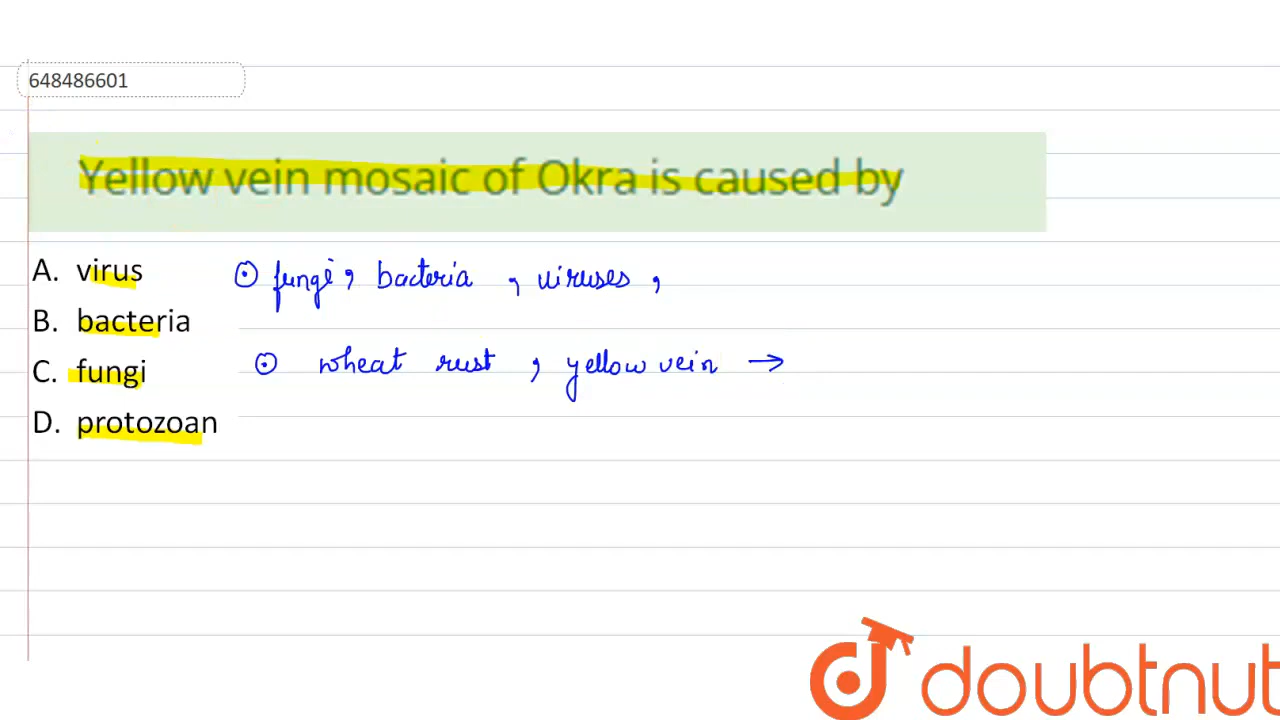 648486601
Yellow vein mosaic of Okra is caused by
A. virus
B. bacteria
C. fungi
D. protozoan
fungi, bacteria, viruses,
wheat rust, yellow vein →
doubtnut